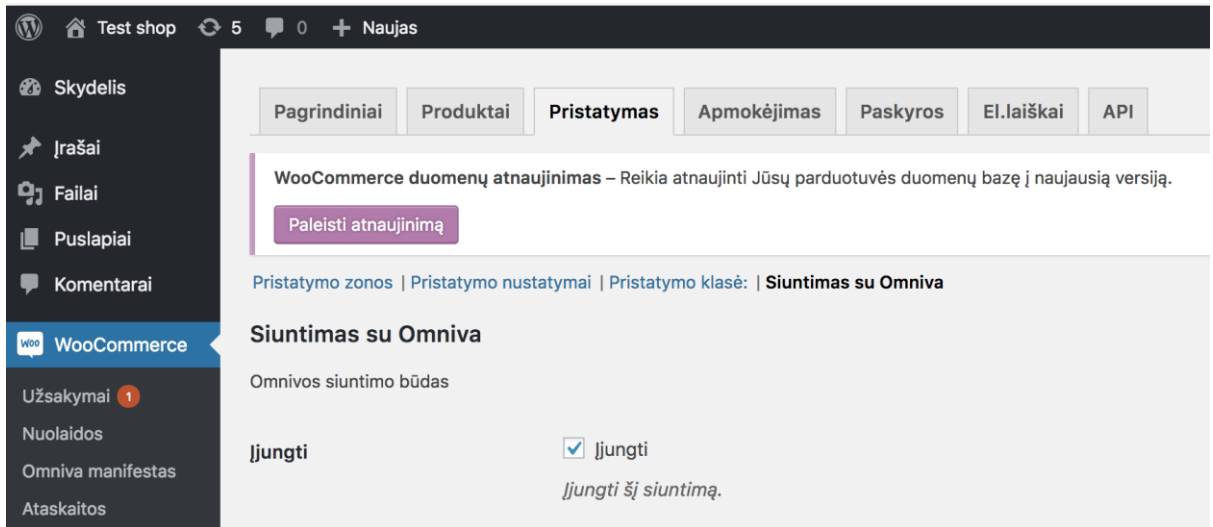 Test shop 5 0 + Naujas
Skydelis
Įrašai
Failai
Puslapiai
Komentarai
WOO WooCommerce
Užsakymai 1
Nuolaidos
Omniva manifestas
Ataskaitos
Pagrindiniai Produktai Pristatymas Apmokėjimas Paskyros El.laiškai API
WooCommerce duomenų atnaujinimas – Reikia atnaujinti Jūsų parduotuvės duomenų bazę į naujausią versiją.
Paleisti atnaujinimą
Pristatymo zonos | Pristatymo nustatymai | Pristatymo klasė: | Siuntimas su Omniva
Siuntimas su Omniva
Omnivos siuntimo būdas
Įjungti Įjungti
Įjungti šį siuntimą.